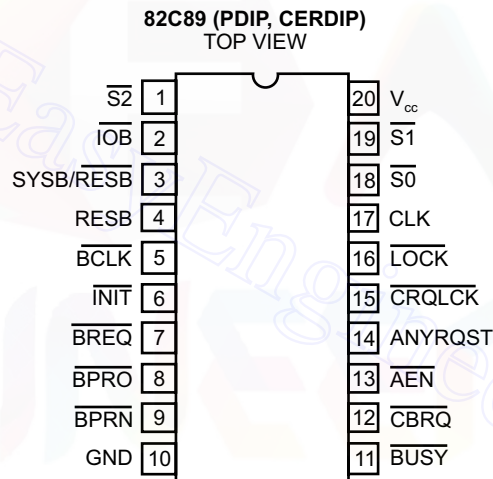 82C89 (PDIP, CERDIP)
TOP VIEW
S2 1
IOB 2
SYSB/RESB 3
RESB 4
BCLK 5
INIT 6
BREQ 7
BPRO 8
BPRN 9
GND 10
20 Vcc
19 S1
18 S0
17 CLK
16 LOCK
15 CRQLCK
14 ANYRQST
13 AEN
12 CBRQ
11 BUSY